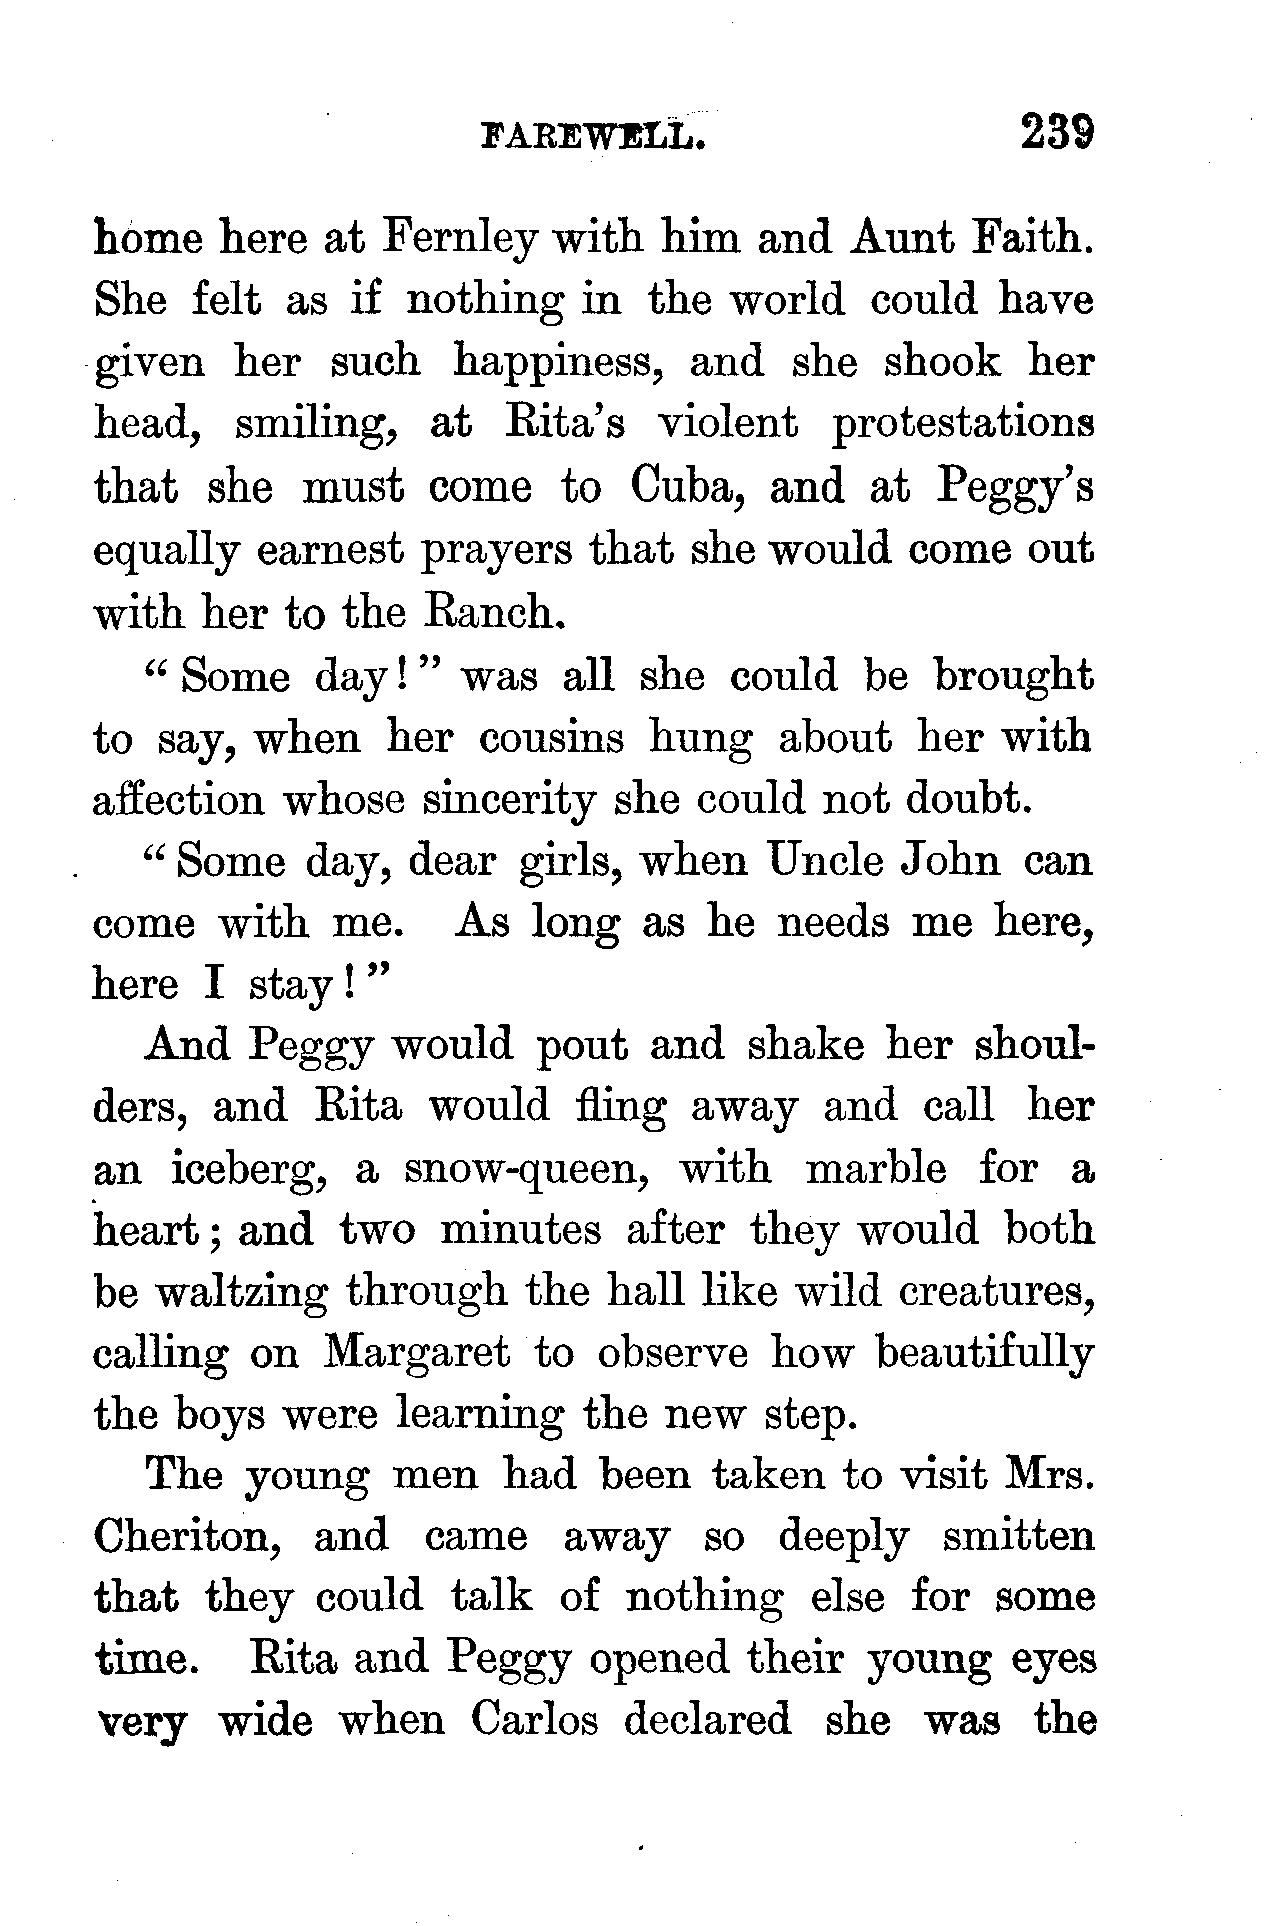 FAREWELL. 239
home here at Fernley with him and Aunt Faith.
She felt as if nothing in the world could have
given her such happiness, and she shook her
head, smiling, at Rita's violent protestations
that she must come to Cuba, and at Peggy's
equally earnest prayers that she would come out
with her to the Ranch.
“ Some day! ” was all she could be brought
to say, when her cousins hung about her with
affection whose sincerity she could not doubt.
“ Some day, dear girls, when Uncle John can
come with me. As long as he needs me here,
here I stay! ”
And Peggy would pout and shake her shoul-
ders, and Rita would fling away and call her
an iceberg, a snow-queen, with marble for a
heart; and two minutes after they would both
be waltzing through the hall like wild creatures,
calling on Margaret to observe how beautifully
the boys were learning the new step.
The young men had been taken to visit Mrs.
Cheriton, and came away so deeply smitten
that they could talk of nothing else for some
time. Rita and Peggy opened their young eyes
very wide when Carlos declared she was the